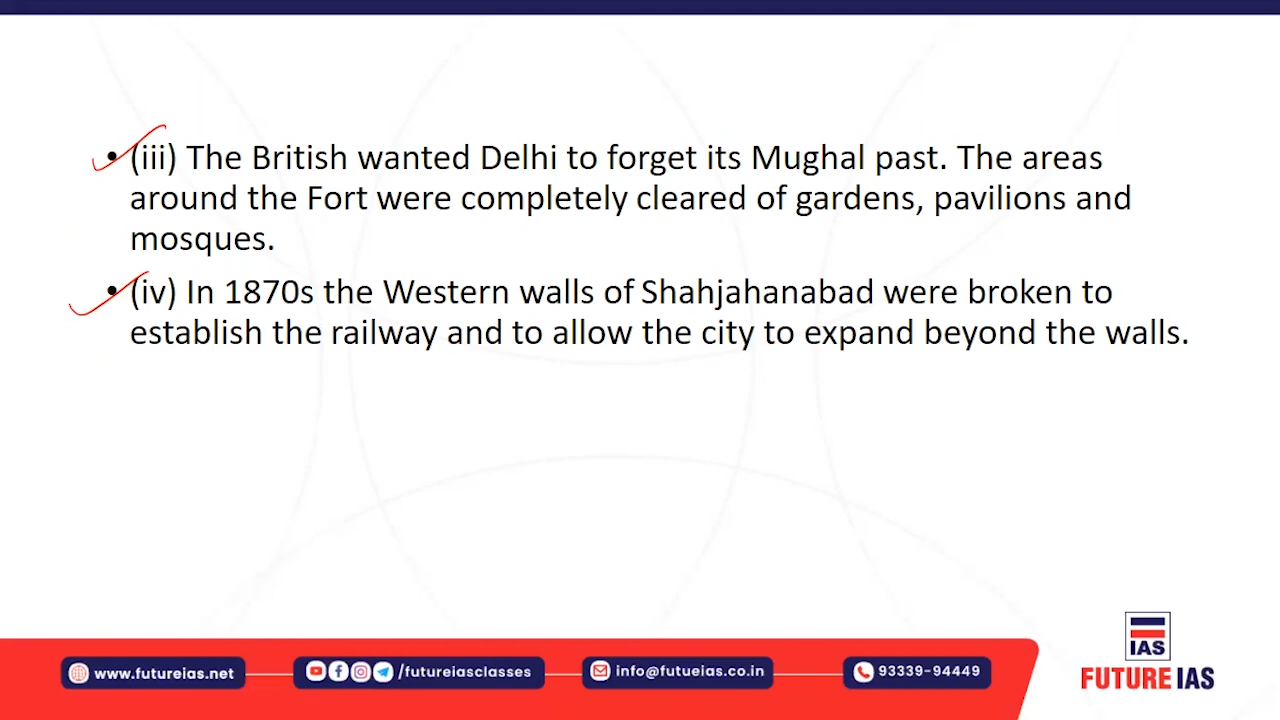 • (iii) The British wanted Delhi to forget its Mughal past. The areas
around the Fort were completely cleared of gardens, pavilions and
mosques.
• (iv) In 1870s the Western walls of Shahjahanabad were broken to
establish the railway and to allow the city to expand beyond the walls.
IAS
www.futureias.net
/futureiasclasses
info@futueias.co.in
93339-94449
FUTURE IAS